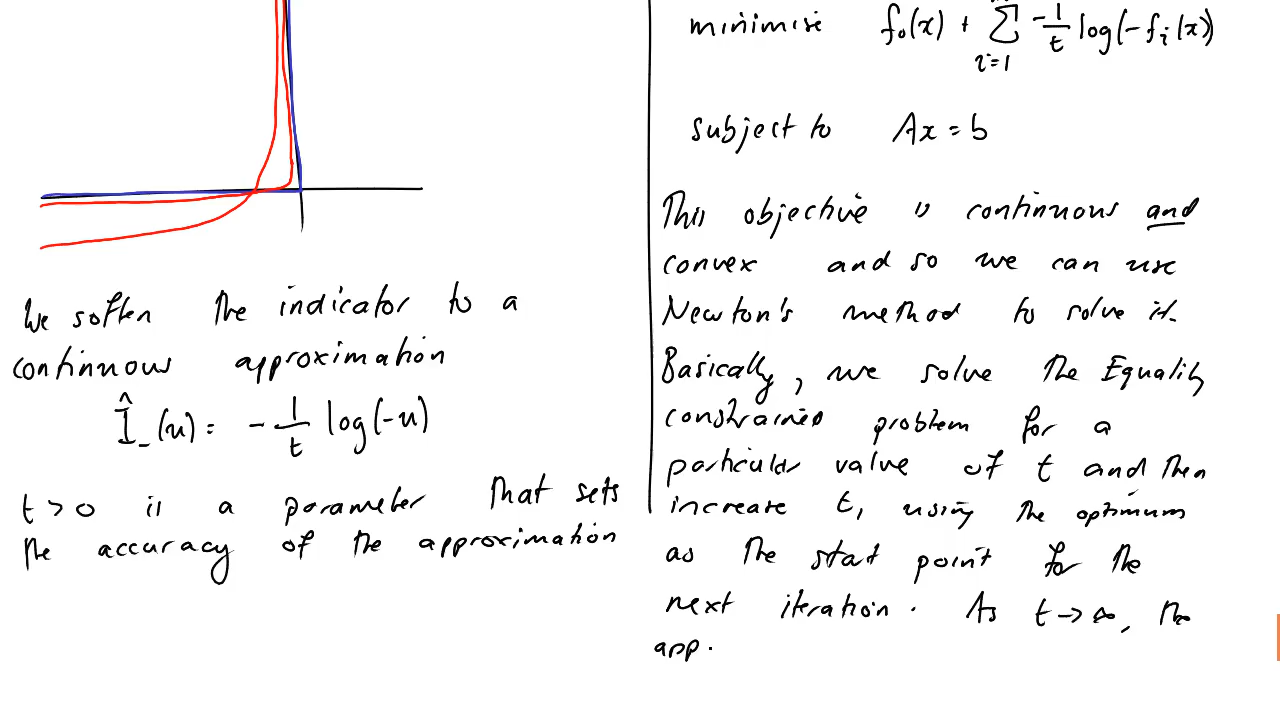 We soften the indicator to a
continuous approximation
Î_(u) = - 1/t log(-u)
t > 0 is a parameter that sets
the accuracy of the approximation
minimise f₀(x) + ∑ i=1 -1/t log(-fᵢ(x))
subject to Ax = b
This objective is continuous and
convex and so we can use
Newton's method to solve it.
Basically, we solve the Equality
constrained problem for a
particular value of t and then
increase t, using the optimum
as the start point for the
next iteration. As t → ∞, the
app.